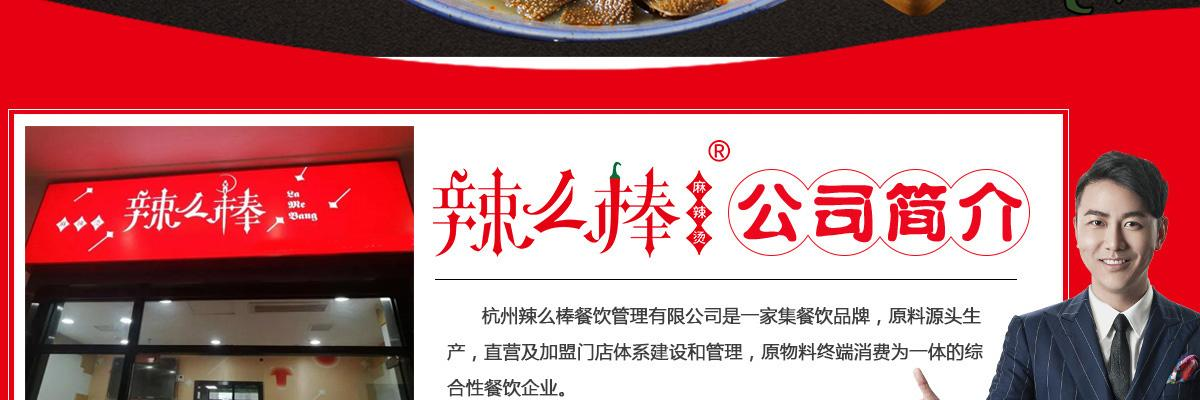 辣么棒
La
Me
Bang
辣么棒® 麻辣烫 公司简介
杭州辣么棒餐饮管理有限公司是一家集餐饮品牌，原料源头生
产，直营及加盟门店体系建设和管理，原物料终端消费为一体的综
合性餐饮企业。